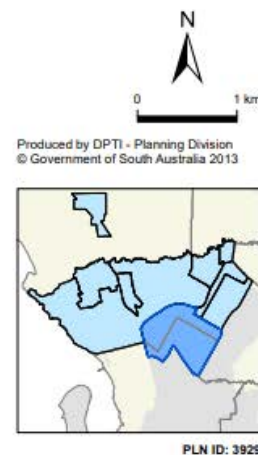 N
0 1 km
Produced by DPTI - Planning Division
© Government of South Australia 2013
PLN ID: 3929